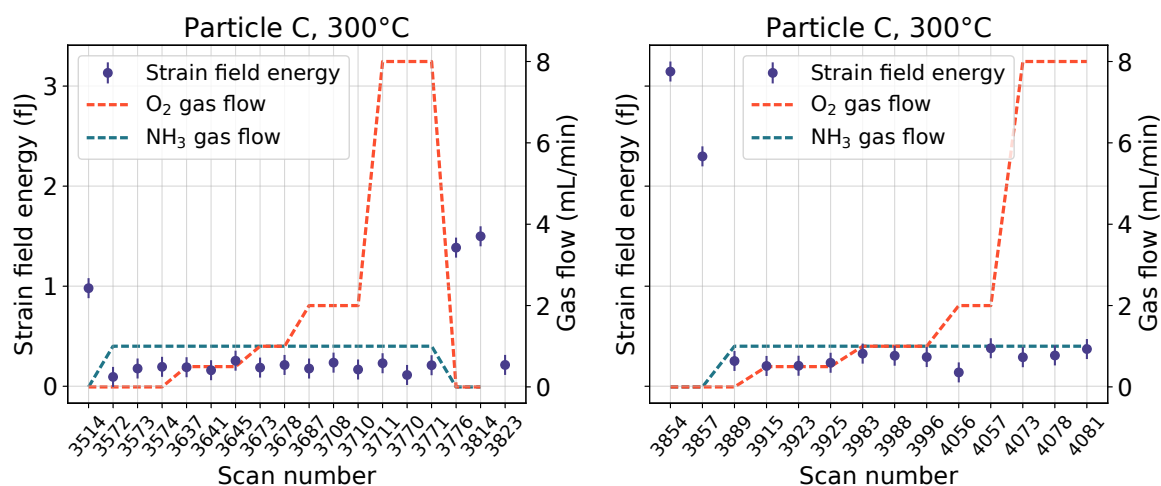 Particle C, 300°C
Strain field energy (fJ)
3
2
1
0
Strain field energy
O₂ gas flow
NH₃ gas flow
8
6
4
2
0
Gas flow (mL/min)
3514 3572 3573 3574 3637 3641 3645 3673 3678 3687 3708 3710 3711 3770 3771 3776 3814 3823
Scan number
Particle C, 300°C
Strain field energy (fJ)
Strain field energy
O₂ gas flow
NH₃ gas flow
8
6
4
2
0
Gas flow (mL/min)
3854 3857 3889 3915 3923 3925 3983 3988 3996 4056 4057 4073 4078 4081
Scan number